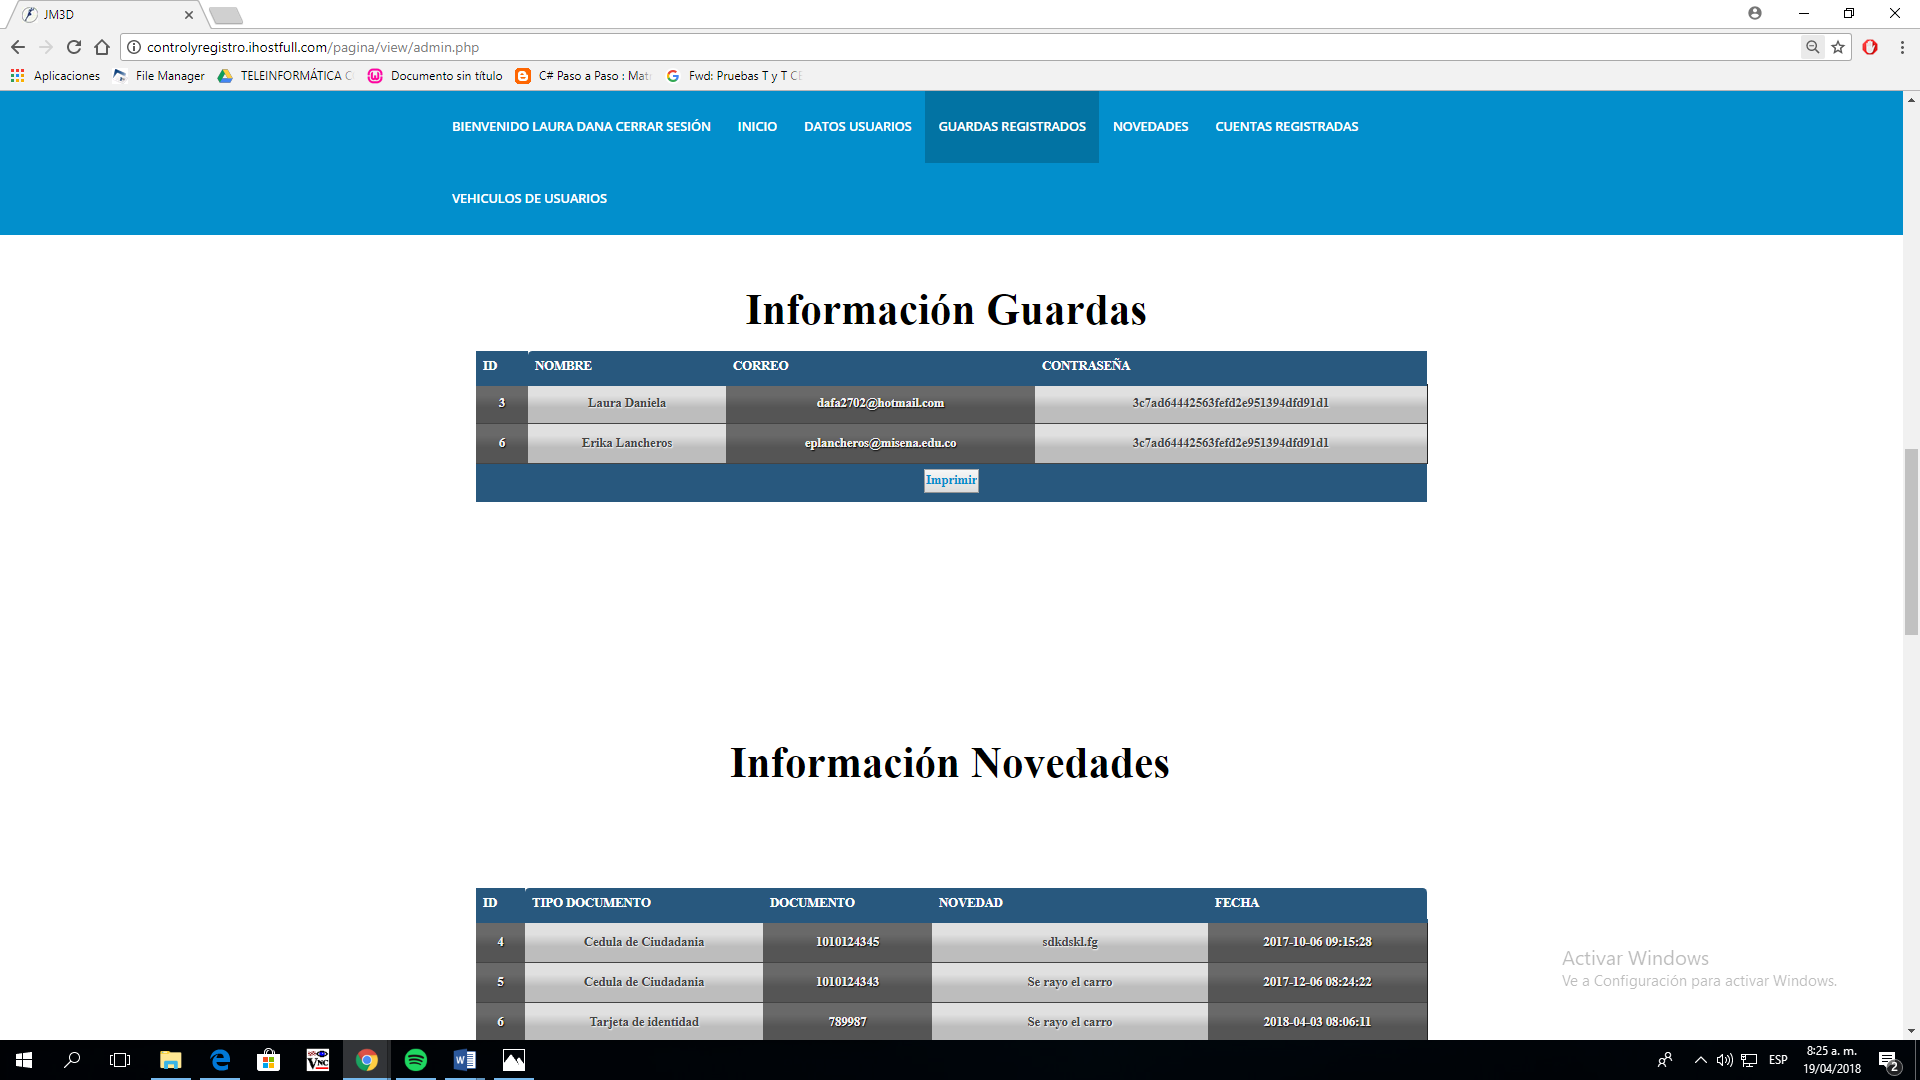 JM3D
controlyregistro.ihostfull.com/pagina/view/admin.php
Aplicaciones File Manager TELEINFORMÁTICA Documento sin título C# Paso a Paso : Mat Fwd: Pruebas T y T CE
BIENVENIDO LAURA DANA CERRAR SESIÓN INICIO DATOS USUARIOS GUARDAS REGISTRADOS NOVEDADES CUENTAS REGISTRADAS
VEHICULOS DE USUARIOS
Información Guardas
ID NOMBRE CORREO CONTRASEÑA
3 Laura Daniela dafa2702@hotmail.com 3c7ad64442563fefd2e951394dfd91d1
6 Erika Lancheros eplancheros@misena.edu.co 3c7ad64442563fefd2e951394dfd91d1
Imprimir
Información Novedades
ID TIPO DOCUMENTO DOCUMENTO NOVEDAD FECHA
4 Cedula de Ciudadania 1010124345 sdkdskl.fg 2017-10-06 09:15:28
5 Cedula de Ciudadania 1010124343 Se rayo el carro 2017-12-06 08:24:22
6 Tarjeta de identidad 789987 Se rayo el carro 2018-04-03 08:06:11
Activar Windows
Ve a Configuración para activar Windows.
ESP
8:25 a. m.
19/04/2018
2